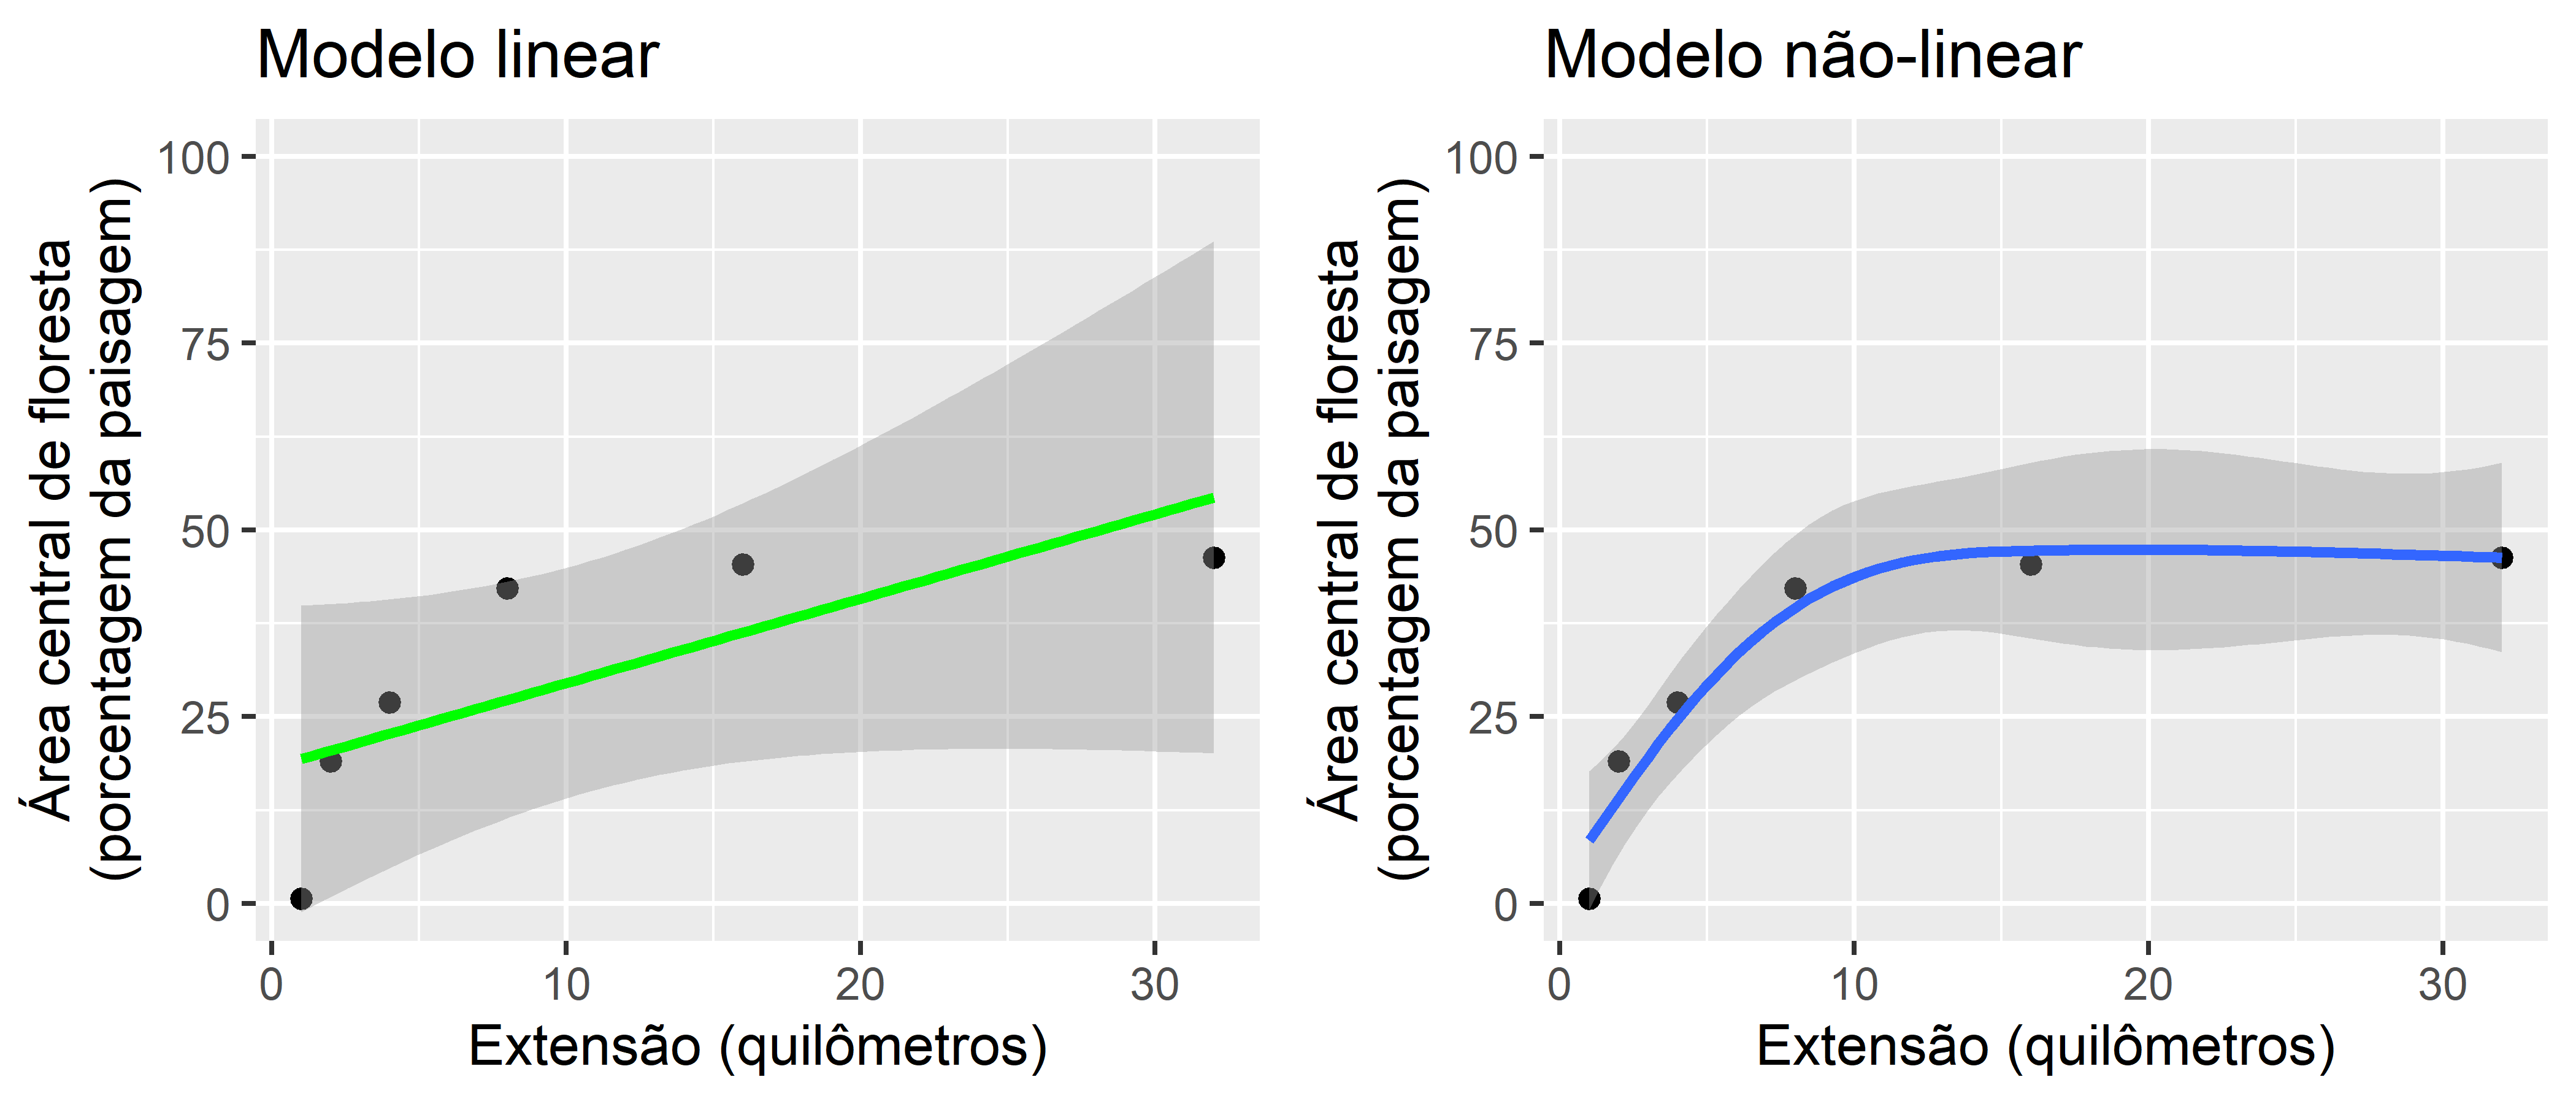 Modelo linear
Área central de floresta
(porcentagem da paisagem)
100
75
50
25
0
0 10 20 30
Extensão (quilômetros)
Modelo não-linear
Área central de floresta
(porcentagem da paisagem)
100
75
50
25
0
0 10 20 30
Extensão (quilômetros)